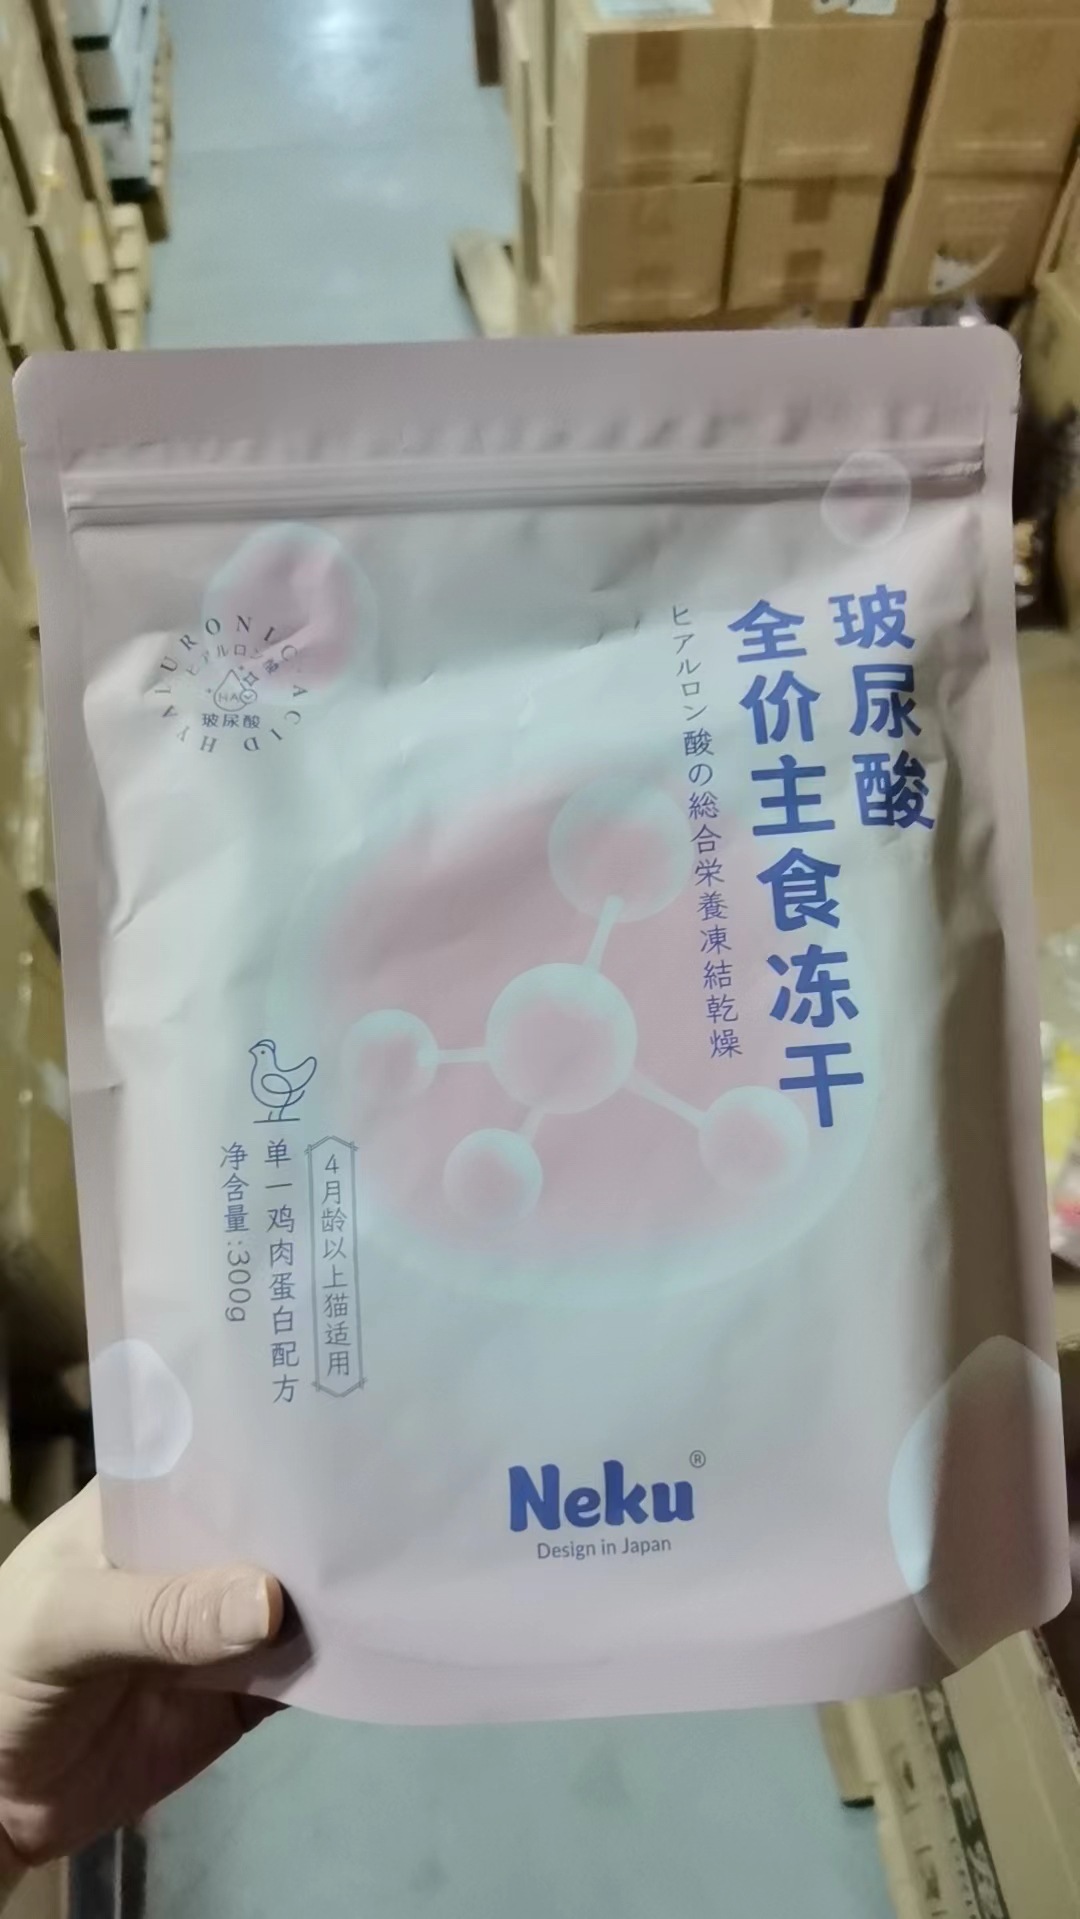 玻尿酸
全价主食冻干
ヒアルロン酸の総合栄養凍結乾燥
HYALURONIC ACID
ヒアルロン酸
HA
玻尿酸
4月龄以上猫适用
单一鸡肉蛋白配方
净含量:300g
Neku®
Design in Japan